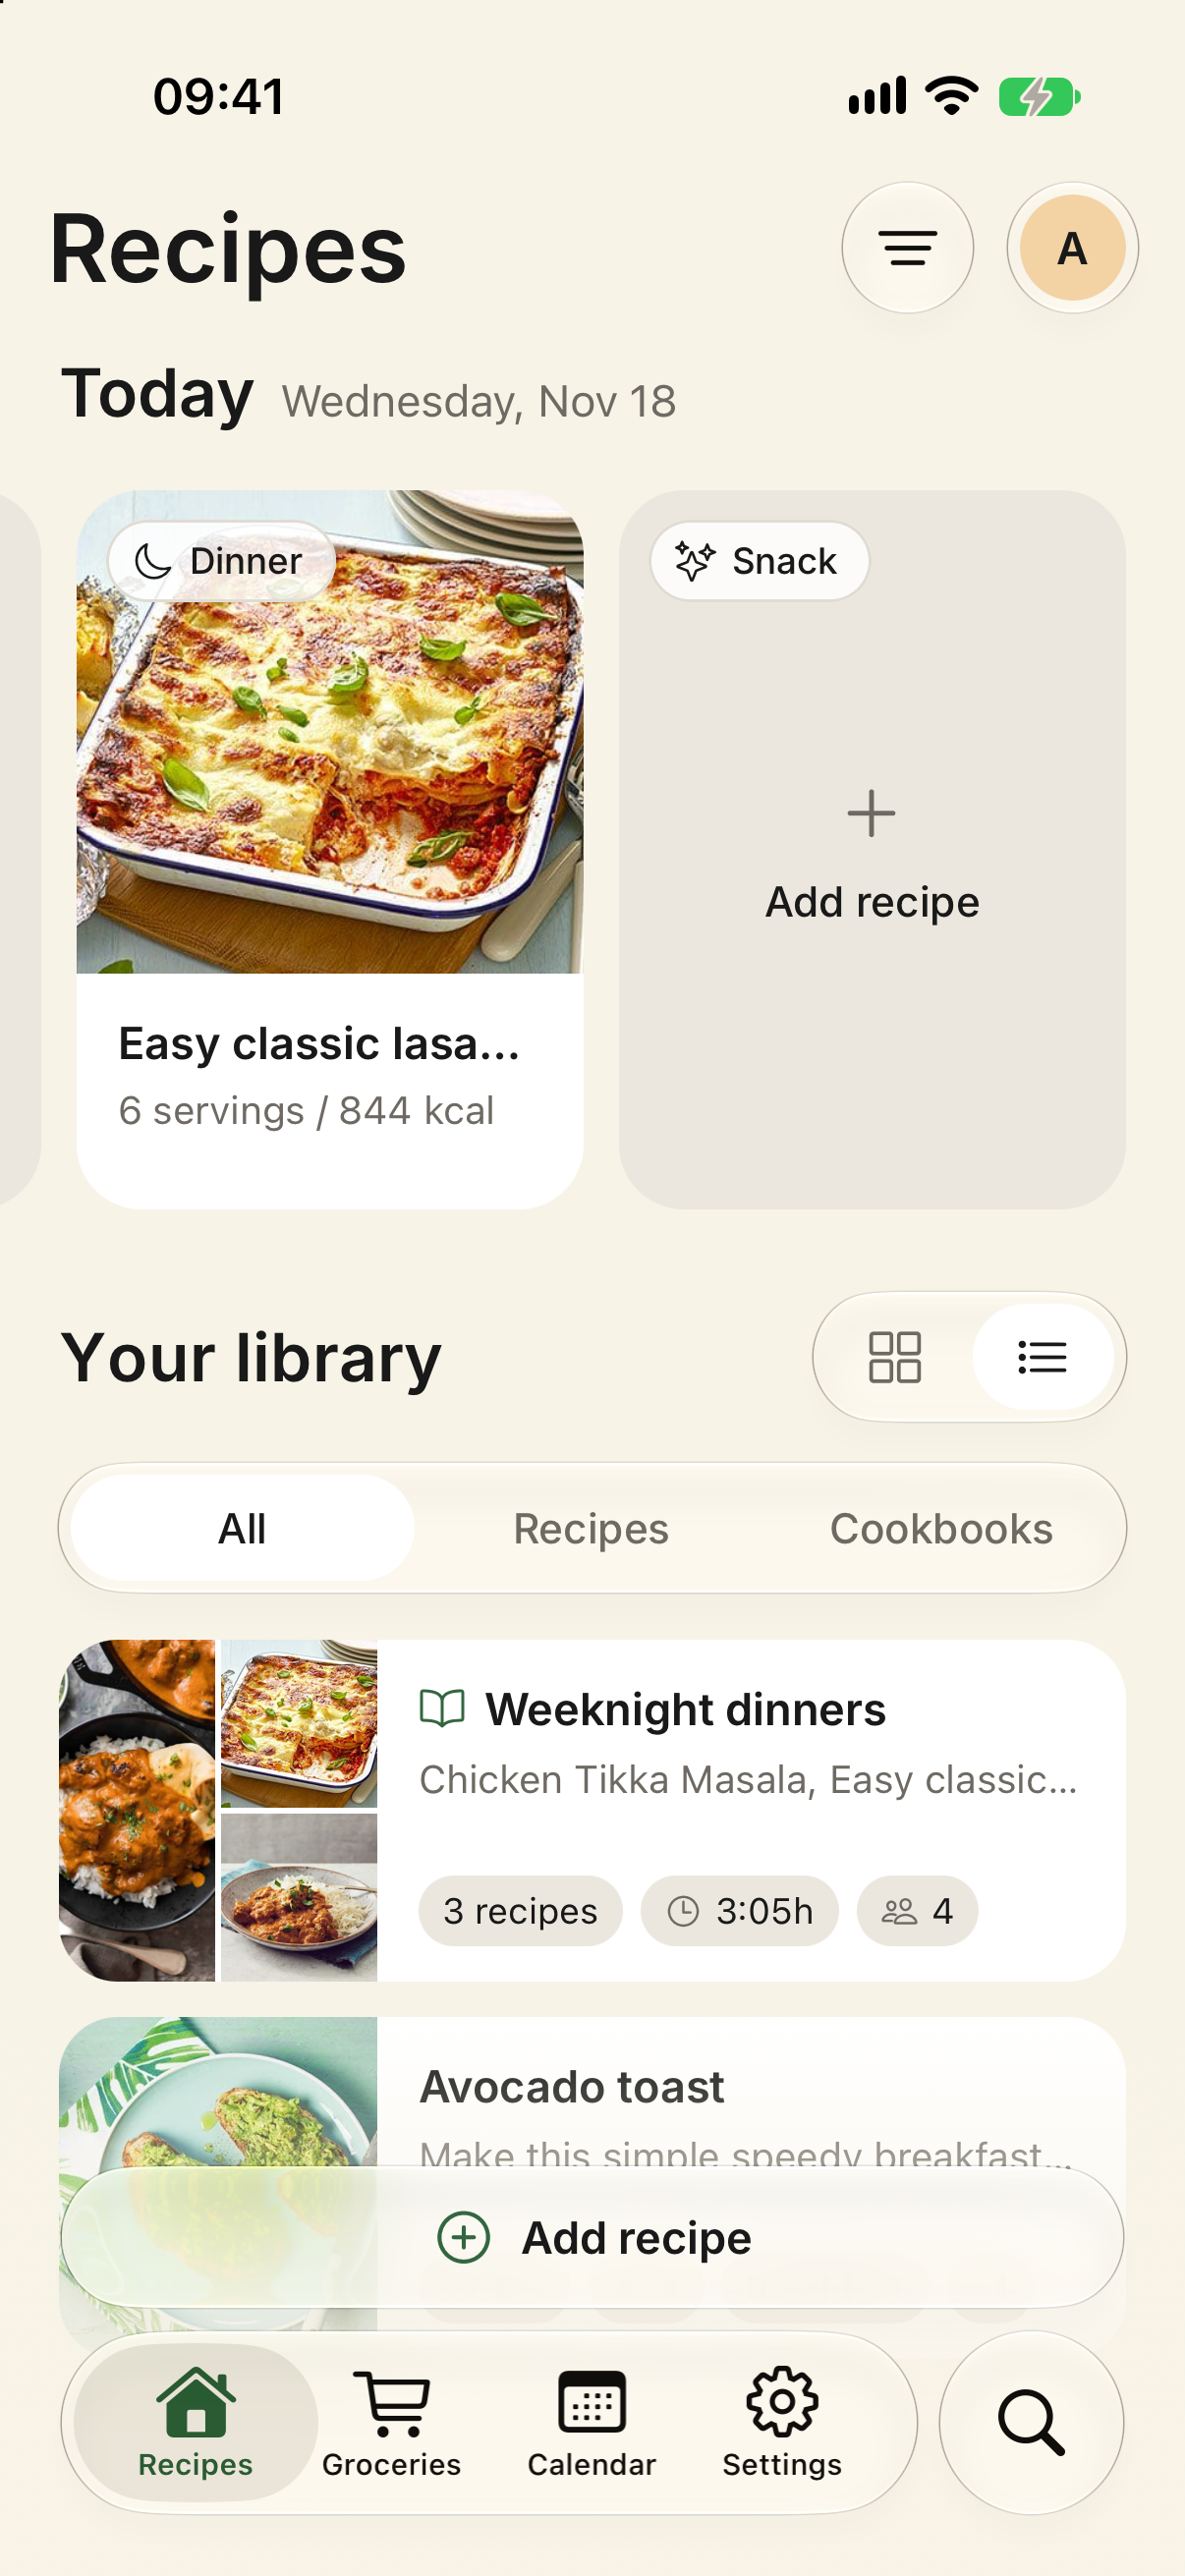 09:41
Recipes
A
Today Wednesday, Nov 18
Dinner
Snack
Add recipe
Easy classic lasa...
6 servings / 844 kcal
Your library
All Recipes Cookbooks
Weeknight dinners
Chicken Tikka Masala, Easy classic...
3 recipes 3:05h 4
Avocado toast
Make this simple speedy breakfast...
Add recipe
Recipes Groceries Calendar Settings